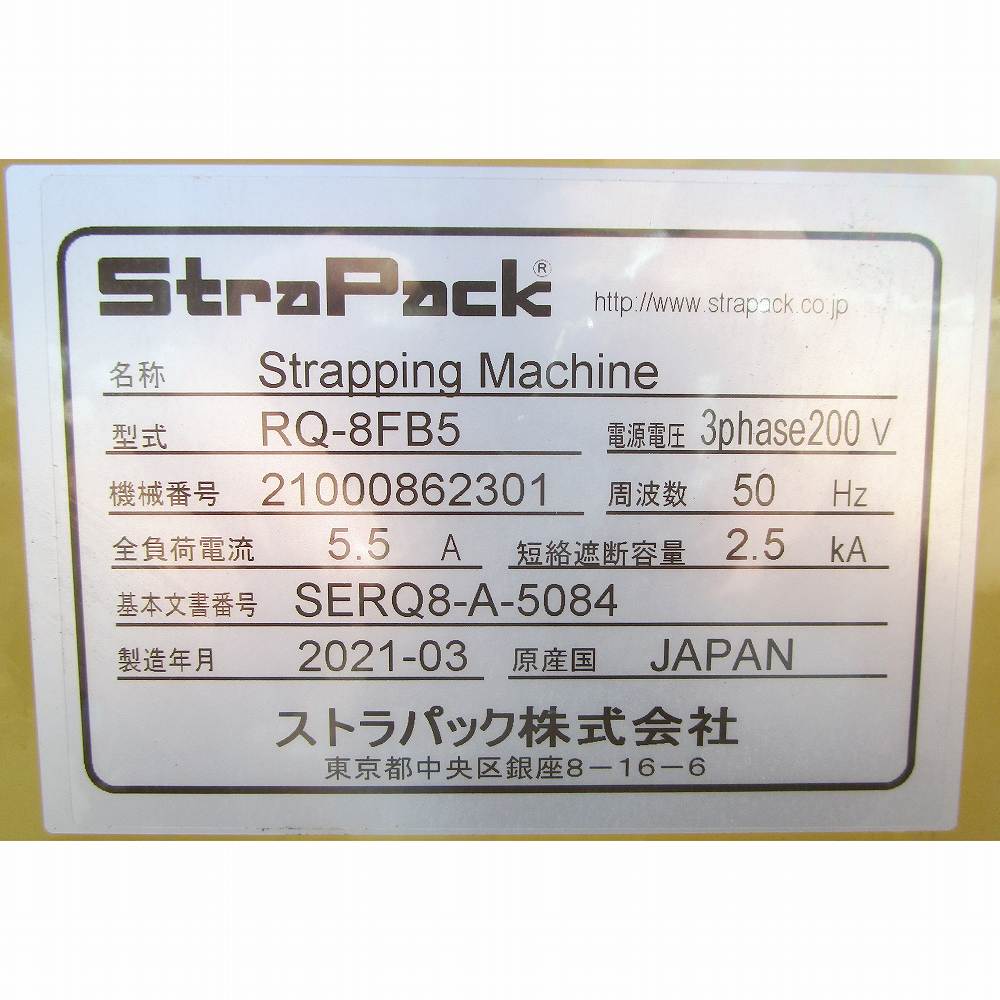 StraPack® http://www.strapack.co.jp
名称 Strapping Machine
型式 RQ-8FB5 電源電圧 3phase200 V
機械番号 21000862301 周波数 50 Hz
全負荷電流 5.5 A 短絡遮断容量 2.5 kA
基本文書番号 SERQ8-A-5084
製造年月 2021-03 原産国 JAPAN
ストラパック株式会社
東京都中央区銀座8－16－6